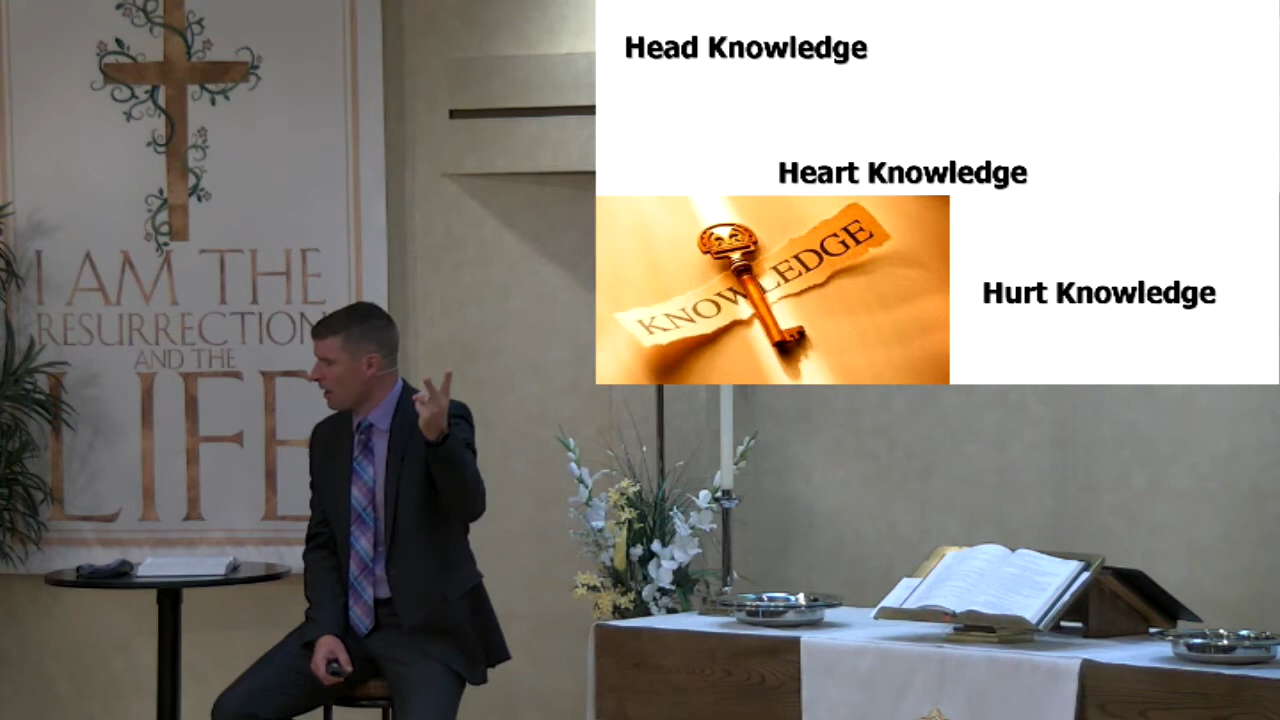 I AM THE
RESURRECTION
AND THE
LIFE
Head Knowledge
Heart Knowledge
KNOWLEDGE
Hurt Knowledge